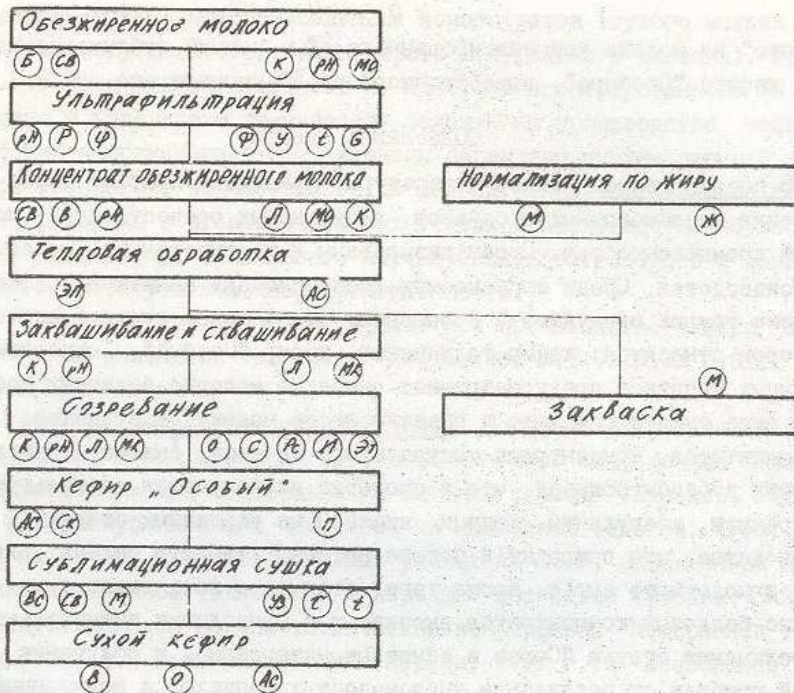 Обезжиренное молоко
Б СВ К рН МО
Ультрафильтрация
рН Р φ Ф У t G
Концентрат обезжиренного молока Нормализация по жиру
СВ В рН Л МО К М Ж
Тепловая обработка
ЭП АС
Заквашивание и сквашивание
К рН Л МК М
Созревание Закваска
К рН Л МК О С И ЭП
Кефир „Особый"
АС СК П
Сублимационная сушка
ВС СВ М УЗ t
Сухой кефир
В О АС